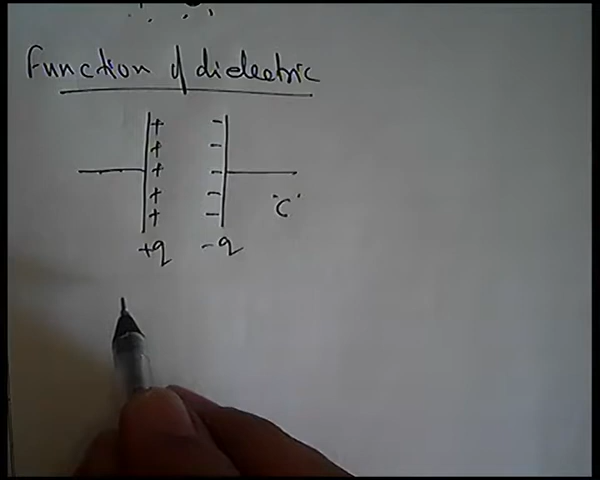 Function of dielectric
+ −
+ −
+ −
+ −
+ −
'C'
+q −q